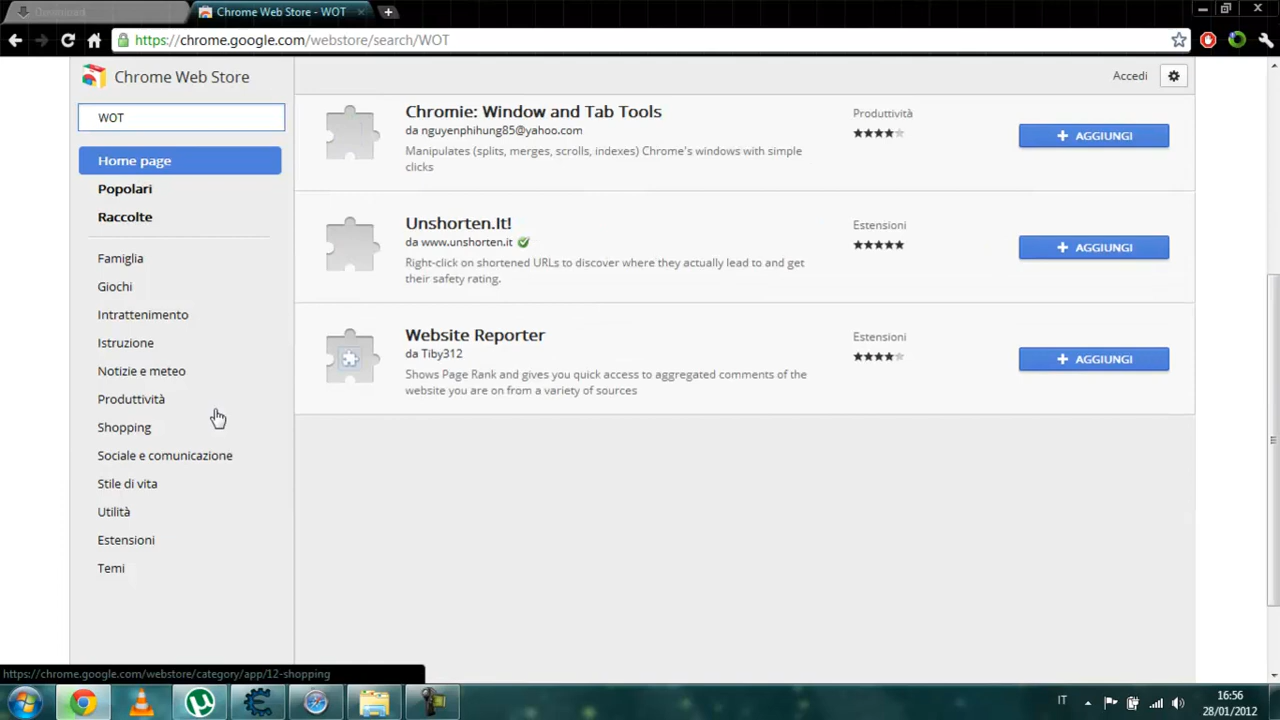 Download
Chrome Web Store - WOT
https://chrome.google.com/webstore/search/WOT
Chrome Web Store
Accedi
WOT
Home page
Popolari
Raccolte
Famiglia
Giochi
Intrattenimento
Istruzione
Notizie e meteo
Produttività
Shopping
Sociale e comunicazione
Stile di vita
Utilità
Estensioni
Temi
Chromie: Window and Tab Tools
da nguyenphihung85@yahoo.com
Manipulates (splits, merges, scrolls, indexes) Chrome's windows with simple
clicks
Produttività
AGGIUNGI
Unshorten.It!
da www.unshorten.it
Right-click on shortened URLs to discover where they actually lead to and get
their safety rating.
Estensioni
AGGIUNGI
Website Reporter
da Tiby312
Shows Page Rank and gives you quick access to aggregated comments of the
website you are on from a variety of sources
Estensioni
AGGIUNGI
https://chrome.google.com/webstore/category/app/12-shopping
IT
16:56
28/01/2012